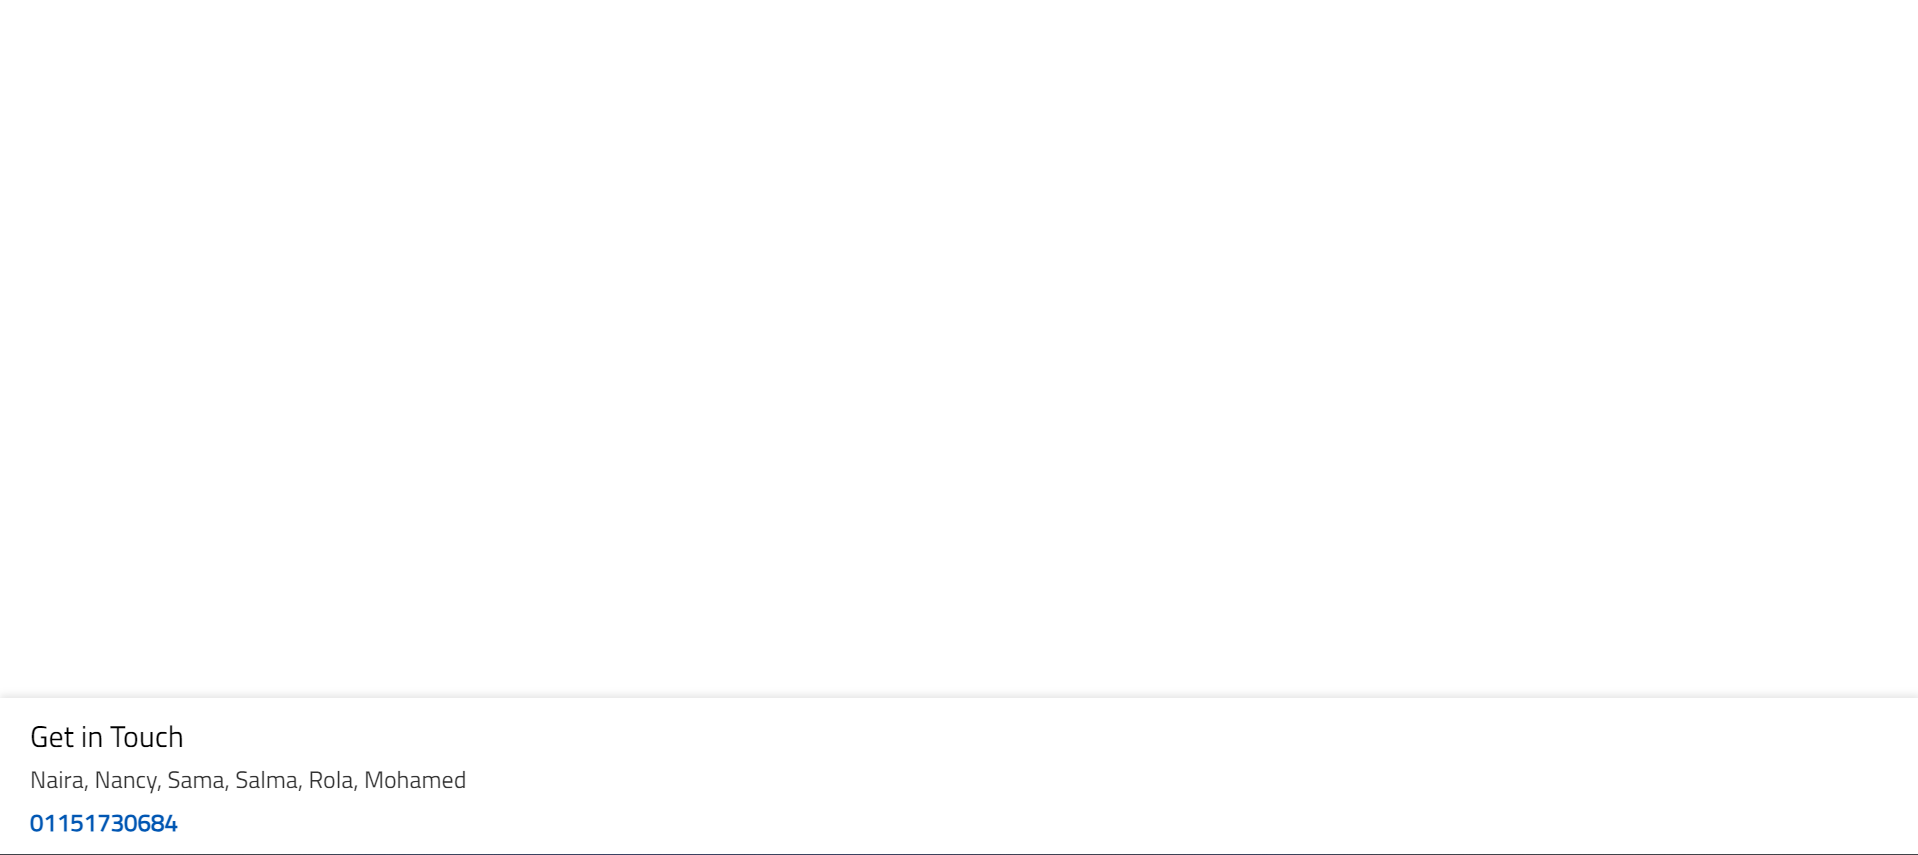 Get in Touch
Naira, Nancy, Sama, Salma, Rola, Mohamed
01151730684